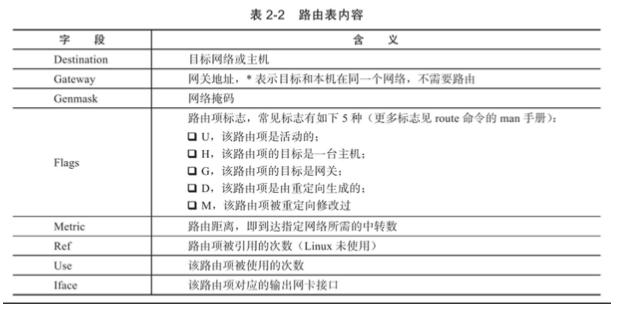 表 2-2 路由表内容
字 段 含 义
Destination 目标网络或主机
Gateway 网关地址，* 表示目标和本机在同一个网络，不需要路由
Genmask 网络掩码
路由项标志，常见标志有如下 5 种（更多标志见 route 命令的 man 手册）：
❑ U，该路由项是活动的；
❑ H，该路由项的目标是一台主机；
Flags ❑ G，该路由项的目标是网关；
❑ D，该路由项是由重定向生成的；
❑ M，该路由项被重定向修改过
Metric 路由距离，即到达指定网络所需的中转数
Ref 路由项被引用的次数（Linux 未使用）
Use 该路由项被使用的次数
Iface 该路由项对应的输出网卡接口